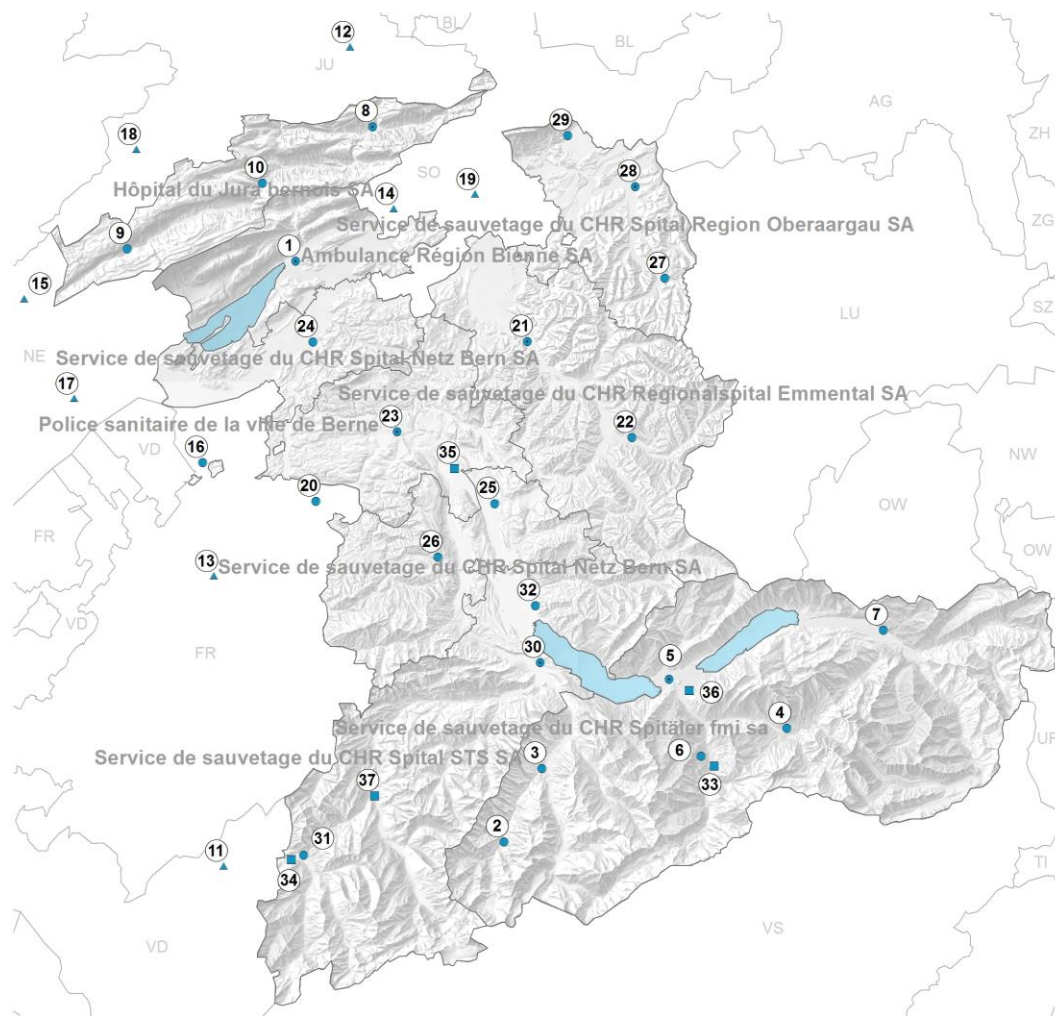 12
BL
BL
JU
8
AG
29
18
ZH
10
28
SO
19
Hôpital du Jura bernois SA
14
ZG
Service de sauvetage du CHR Spital Region Oberaargau SA
9
1
Ambulance Région Bienne SA
27
15
SZ
LU
24
21
NE
Service de sauvetage du CHR Spital Netz Bern SA
17
Service de sauvetage du CHR Regionalspital Emmental SA
23
22
Police sanitaire de la ville de Berne
VD
16
35
NW
20
25
OW
FR
26
OW
13
Service de sauvetage du CHR Spital Netz Bern SA
32
7
VD
FR
30
5
36
4
Service de sauvetage du CHR Spitäler fmi sa
UR
3
6
Service de sauvetage du CHR Spital STS SA
37
33
2
31
11
TI
34
VS
VD